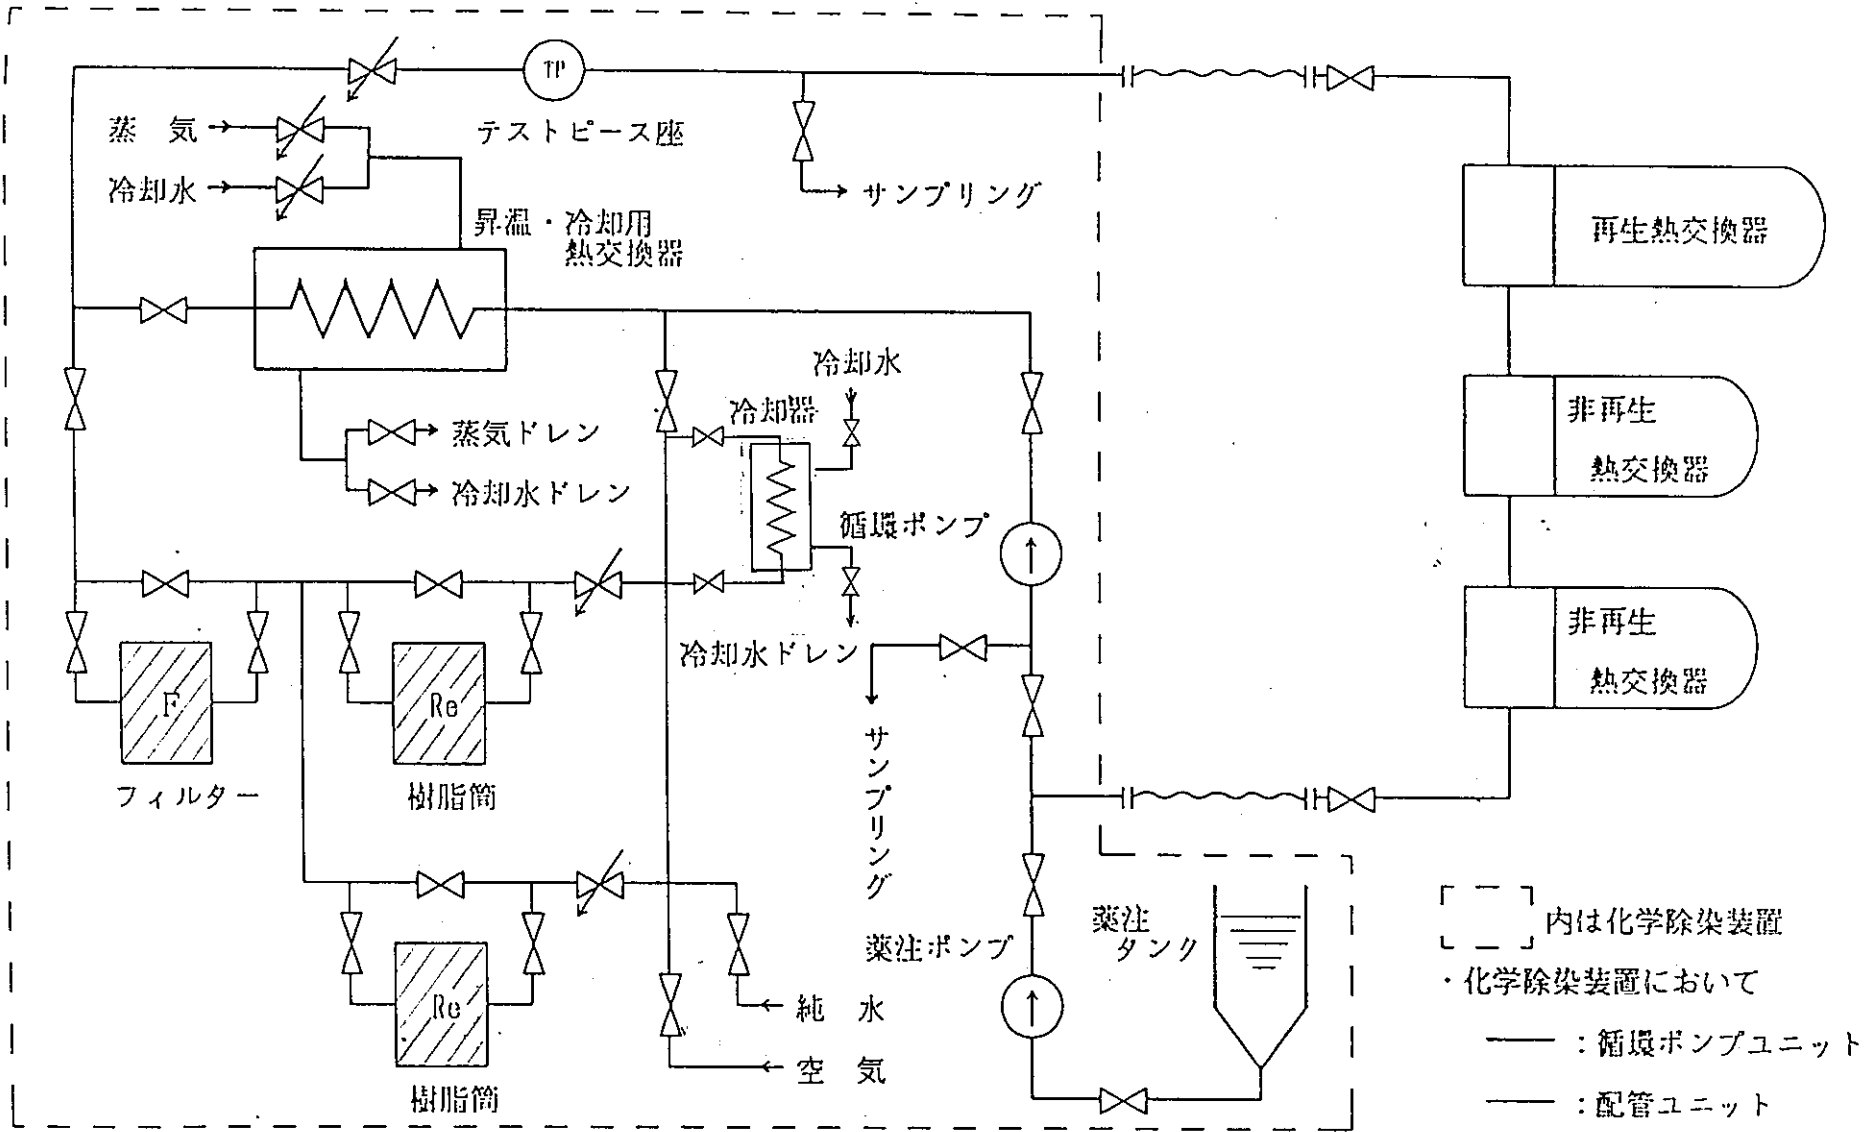 TP
テストピース座
蒸 気
冷却水
サンプリング
昇温・冷却用
熱交換器
再生熱交換器
冷却水
冷却器
非再生
熱交換器
蒸気ドレン
冷却水ドレン
循環ポンプ
非再生
熱交換器
冷却水ドレン
F
Re
サンプリング
フィルター
樹脂筒
薬注
タンク
薬注ポンプ
内は化学除染装置
・化学除染装置において
Re
純 水
：循環ポンプユニット
空 気
樹脂筒
：配管ユニット